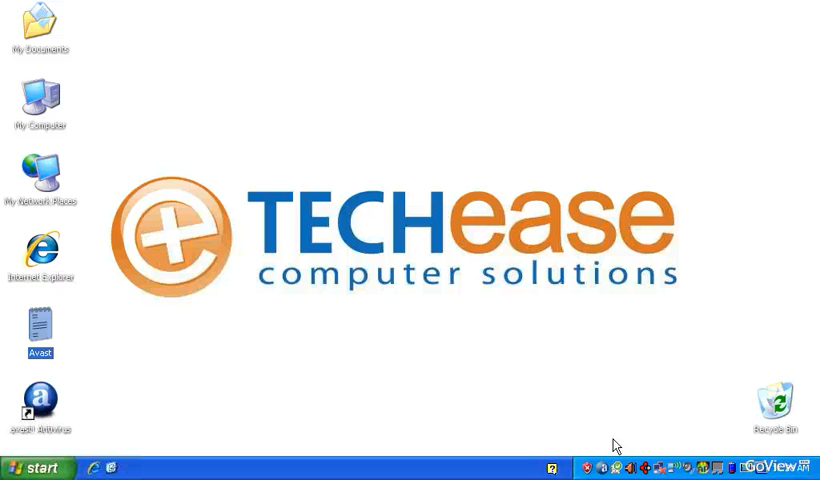 My Documents
My Computer
My Network Places
Internet Explorer
Avast
avast! Antivirus
TECHease
computer solutions
Recycle Bin
start
GoView
AM